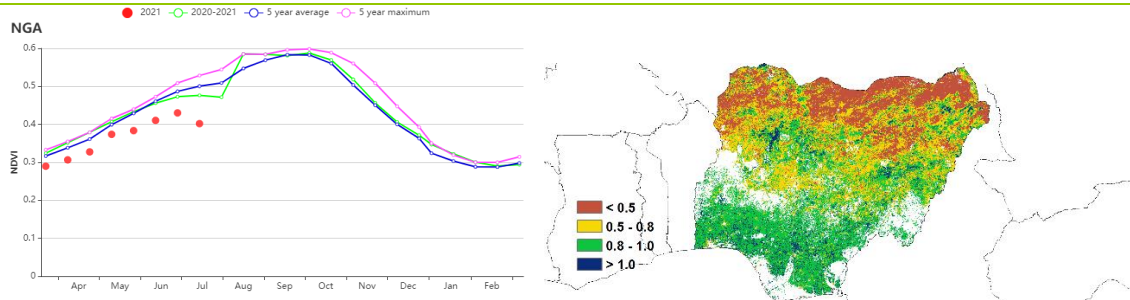 2021 2020-2021 5 year average 5 year maximum
NGA
0.6
0.5
0.4
0.3
0.2
0.1
0
NDVI
Apr May Jun Jul Aug Sep Oct Nov Dec Jan Feb
< 0.5
0.5 - 0.8
0.8 - 1.0
> 1.0